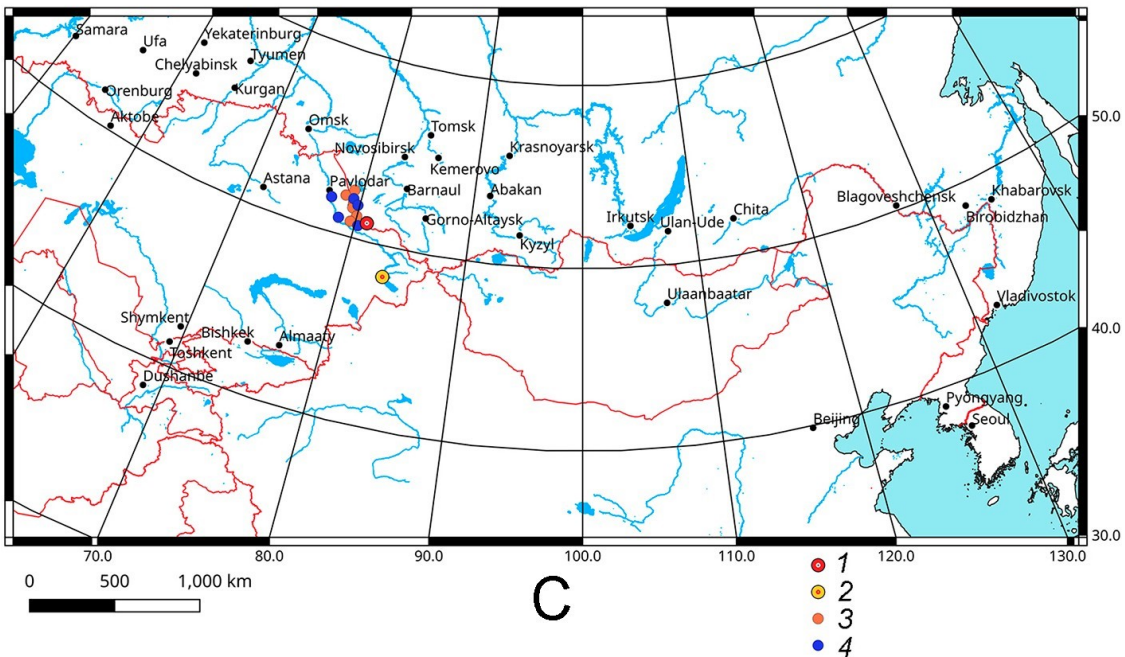 Samara
Ufa
Yekaterinburg
Chelyabinsk
Tyumen
Orenburg
Kurgan
Aktobe
Omsk
Tomsk
Novosibirsk
Krasnoyarsk
Kemerovo
Astana
Pavlodar
Barnaul
Abakan
Gorno-Altaysk
Kyzyl
Irkutsk
Ulan-Ude
Chita
Blagoveshchensk
Khabarovsk
Birobidzhan
Ulaanbaatar
Vladivostok
Shymkent
Bishkek
Almaaty
Toshkent
Dushanbe
Pyongyang
Beijing
Seoul
50.0
40.0
30.0
70.0
80.0
90.0
100.0
110.0
120.0
130.0
0
500
1,000 km
C
1
2
3
4